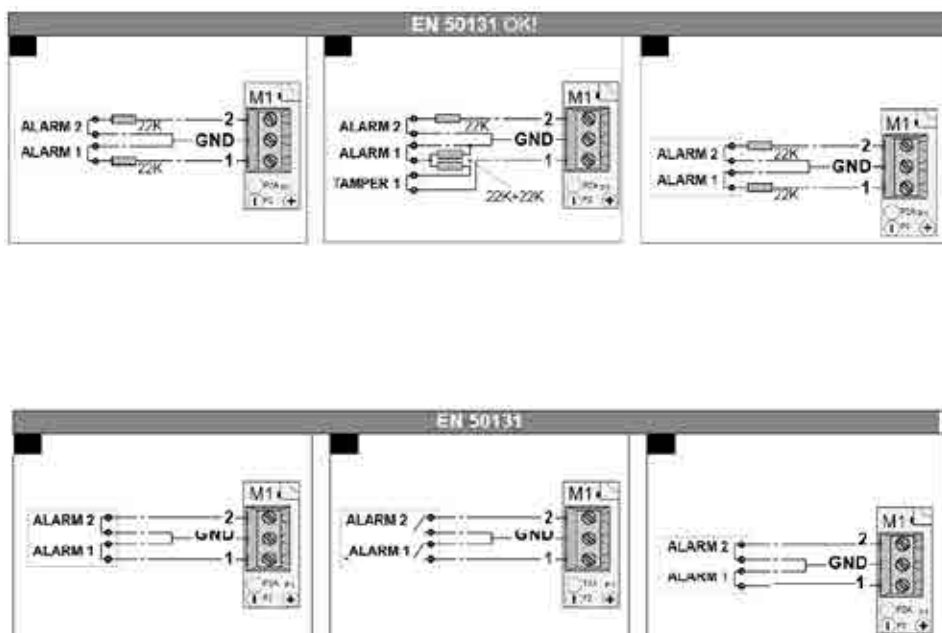 EN 50131 OK!
M1
ALARM 2
22K
2
GND
ALARM 1
22K
1
M1
ALARM 2
22K
2
GND
ALARM 1
1
TAMPER 1
22K+22K
M1
ALARM 2
22K
2
GND
ALARM 1
22K
1
EN 50131
M1
ALARM 2
2
GND
ALARM 1
1
M1
ALARM 2
2
GND
ALARM 1
1
M1
ALARM 2
2
GND
ALARM 1
1